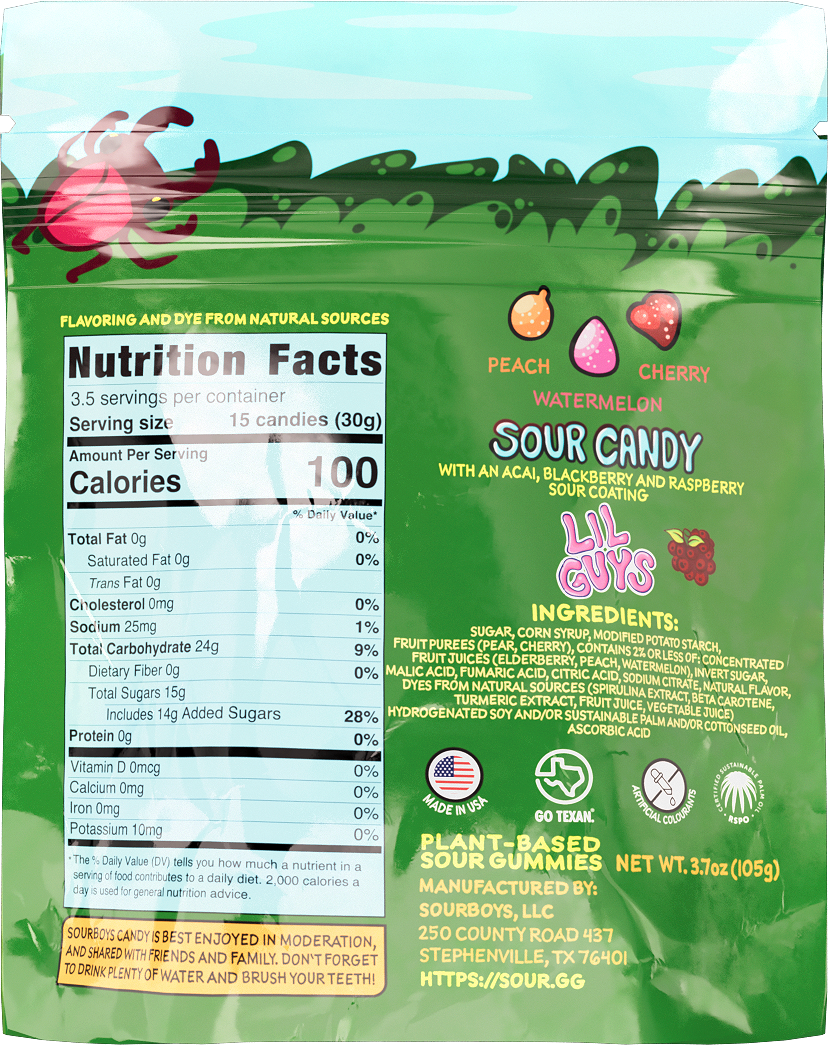 FLAVORING AND DYE FROM NATURAL SOURCES
Nutrition Facts
3.5 servings per container
Serving size 15 candies (30g)
Amount Per Serving
Calories 100
% Daily Value*
Total Fat 0g 0%
Saturated Fat 0g 0%
Trans Fat 0g
Cholesterol 0mg 0%
Sodium 25mg 1%
Total Carbohydrate 24g 9%
Dietary Fiber 0g 0%
Total Sugars 15g
Includes 14g Added Sugars 28%
Protein 0g 0%
Vitamin D 0mcg 0%
Calcium 0mg 0%
Iron 0mg 0%
Potassium 10mg 0%
*The % Daily Value (DV) tells you how much a nutrient in a
serving of food contributes to a daily diet. 2,000 calories a
day is used for general nutrition advice.
SOURBOYS CANDY IS BEST ENJOYED IN MODERATION,
AND SHARED WITH FRIENDS AND FAMILY. DON'T FORGET
TO DRINK PLENTY OF WATER AND BRUSH YOUR TEETH!
PEACH
CHERRY
WATERMELON
SOUR CANDY
WITH AN ACAI, BLACKBERRY AND RASPBERRY
SOUR COATING
LIL
GUYS
INGREDIENTS:
SUGAR, CORN SYRUP, MODIFIED POTATO STARCH,
FRUIT PUREES (PEAR, CHERRY), CONTAINS 2% OR LESS OF: CONCENTRATED
FRUIT JUICES (ELDERBERRY, PEACH, WATERMELON), INVERT SUGAR,
MALIC ACID, FUMARIC ACID, CITRIC ACID, SODIUM CITRATE, NATURAL FLAVOR,
DYES FROM NATURAL SOURCES (SPIRULINA EXTRACT, BETA CAROTENE,
TURMERIC EXTRACT, FRUIT JUICE, VEGETABLE JUICE)
HYDROGENATED SOY AND/OR SUSTAINABLE PALM AND/OR COTTONSEED OIL,
ASCORBIC ACID
MADE IN USA
GO TEXAN.
ARTIFICIAL COLOURANTS
CERTIFIED SUSTAINABLE PALM OIL
RSPO
PLANT-BASED
SOUR GUMMIES
NET WT. 3.7oz (105g)
MANUFACTURED BY:
SOURBOYS, LLC
250 COUNTY ROAD 437
STEPHENVILLE, TX 76401
HTTPS://SOUR.GG